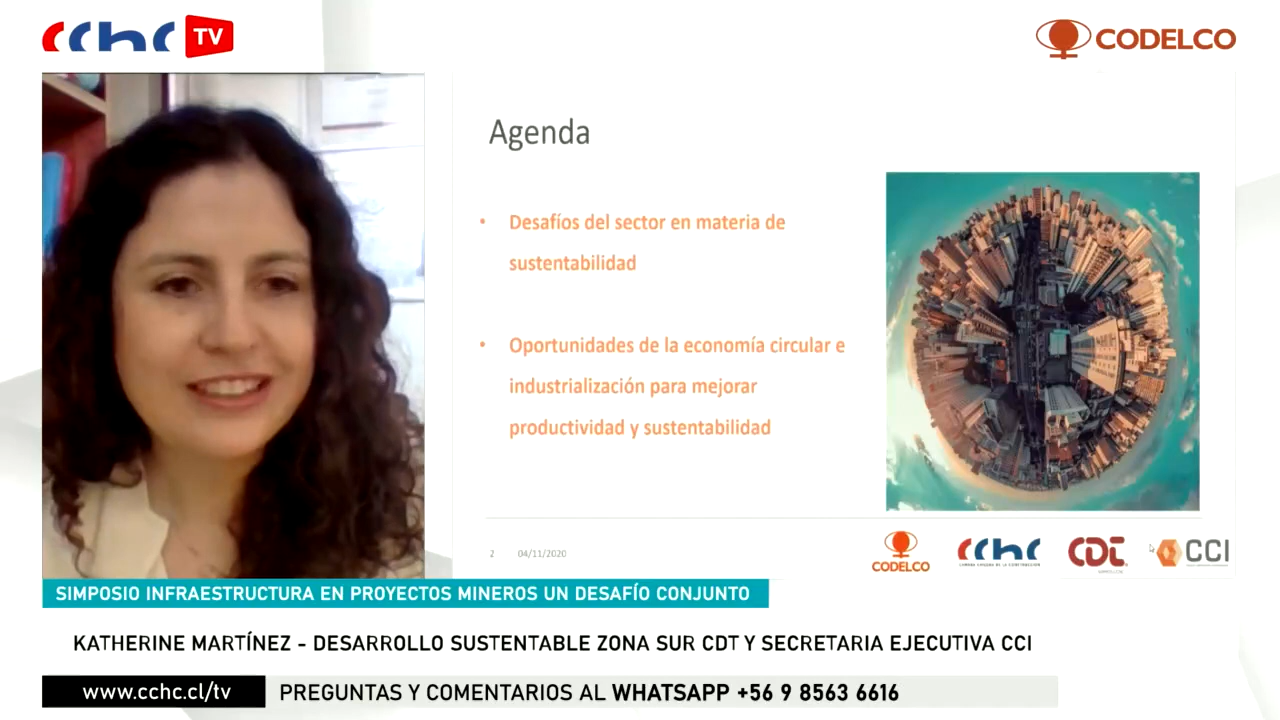 CChC TV
CODELCO
Agenda
• Desafíos del sector en materia de
sustentabilidad
• Oportunidades de la economía circular e
industrialización para mejorar
productividad y sustentabilidad
2 04/11/2020
CODELCO
CChC
CDT
CCI
SIMPOSIO INFRAESTRUCTURA EN PROYECTOS MINEROS UN DESAFÍO CONJUNTO
KATHERINE MARTÍNEZ - DESARROLLO SUSTENTABLE ZONA SUR CDT Y SECRETARIA EJECUTIVA CCI
www.cchc.cl/tv PREGUNTAS Y COMENTARIOS AL WHATSAPP +56 9 8563 6616